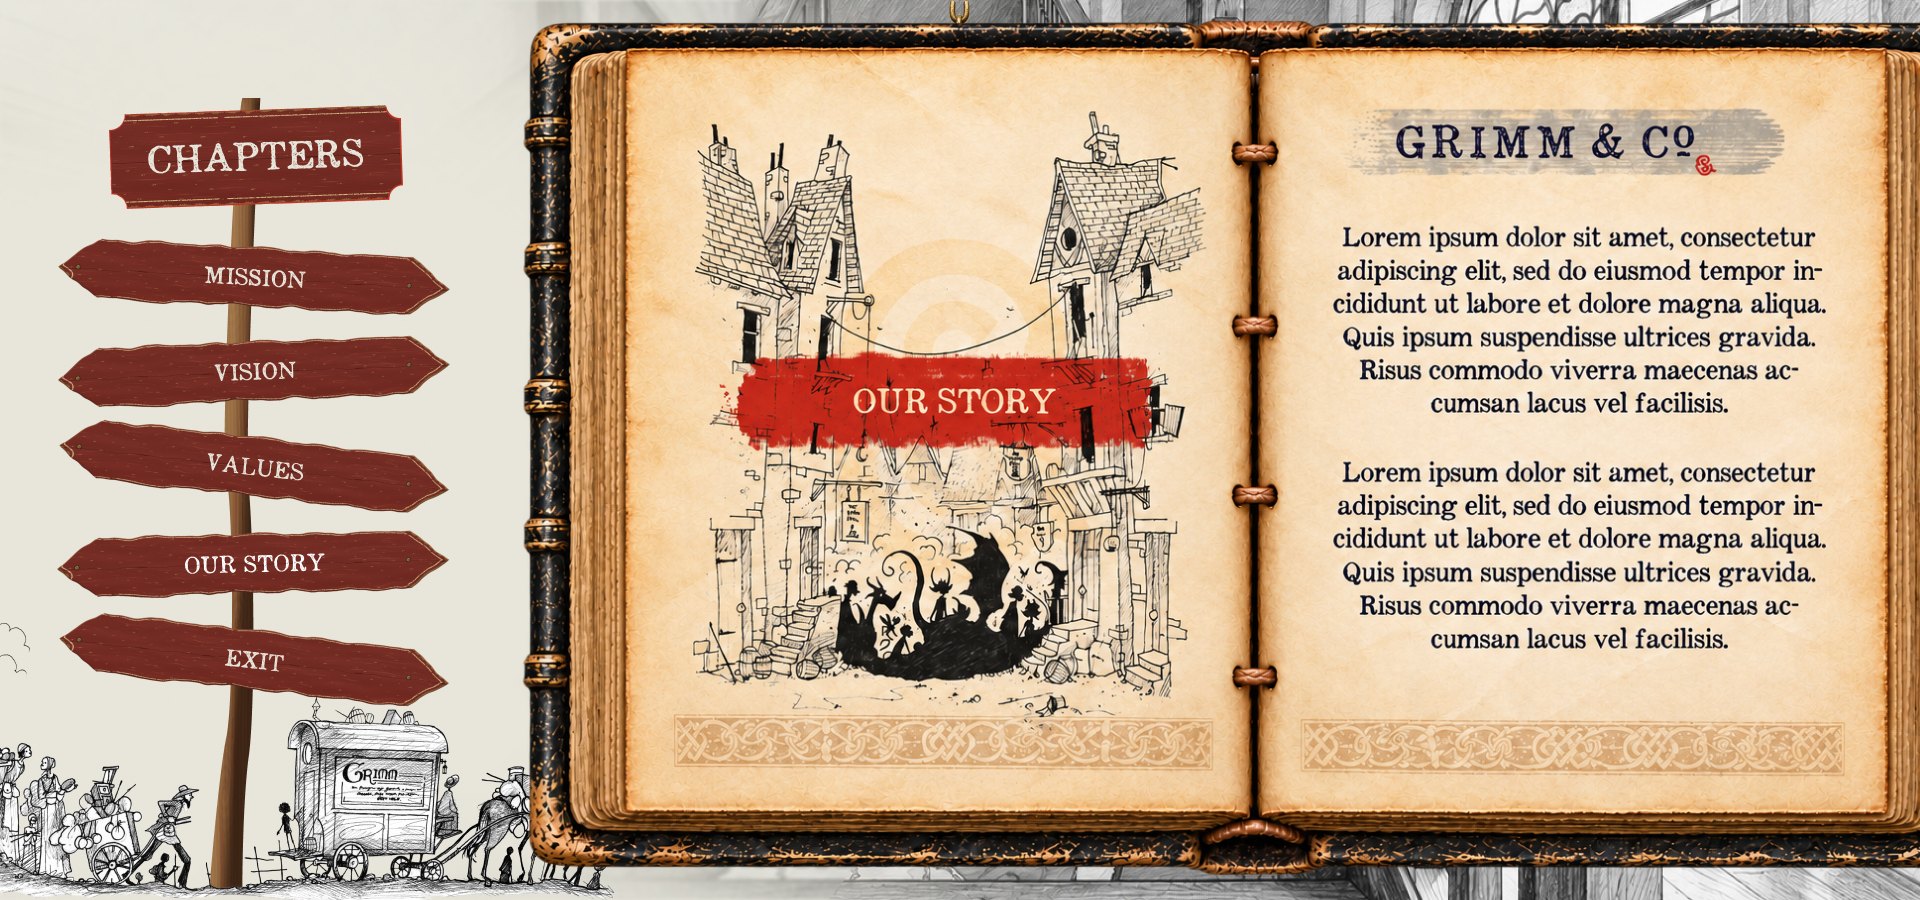 CHAPTERS
MISSION
VISION
VALUES
OUR STORY
EXIT
GRIMM
OUR STORY
GRIMM & Cº
&
Lorem ipsum dolor sit amet, consectetur
adipiscing elit, sed do eiusmod tempor in-
cididunt ut labore et dolore magna aliqua.
Quis ipsum suspendisse ultrices gravida.
Risus commodo viverra maecenas ac-
cumsan lacus vel facilisis.
Lorem ipsum dolor sit amet, consectetur
adipiscing elit, sed do eiusmod tempor in-
cididunt ut labore et dolore magna aliqua.
Quis ipsum suspendisse ultrices gravida.
Risus commodo viverra maecenas ac-
cumsan lacus vel facilisis.